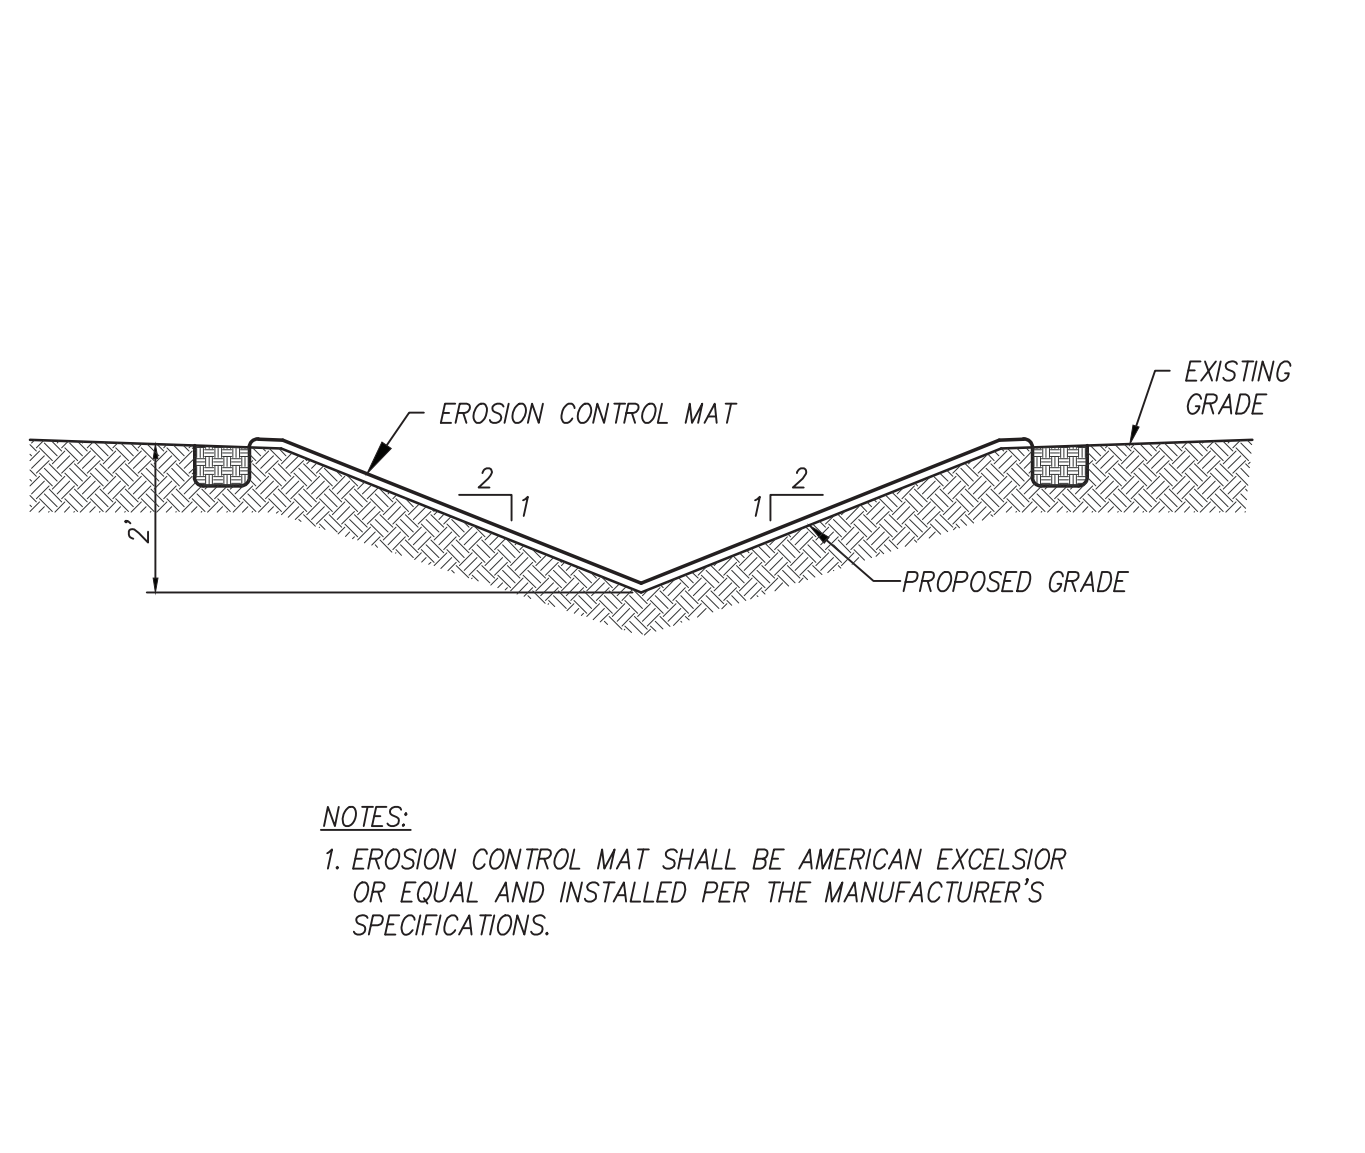 EXISTING
GRADE
EROSION CONTROL MAT
2
1
2
1
2'
PROPOSED GRADE
NOTES:
1. EROSION CONTROL MAT SHALL BE AMERICAN EXCELSIOR
OR EQUAL AND INSTALLED PER THE MANUFACTURER'S
SPECIFICATIONS.